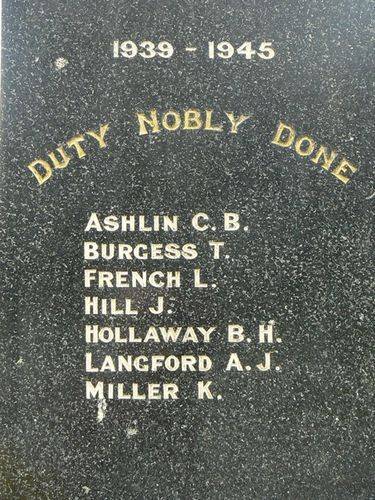 1939 - 1945
DUTY NOBLY DONE
ASHLIN C. B.
BURGESS T.
FRENCH L.
HILL J.
HOLLAWAY B. H.
LANGFORD A. J.
MILLER K.